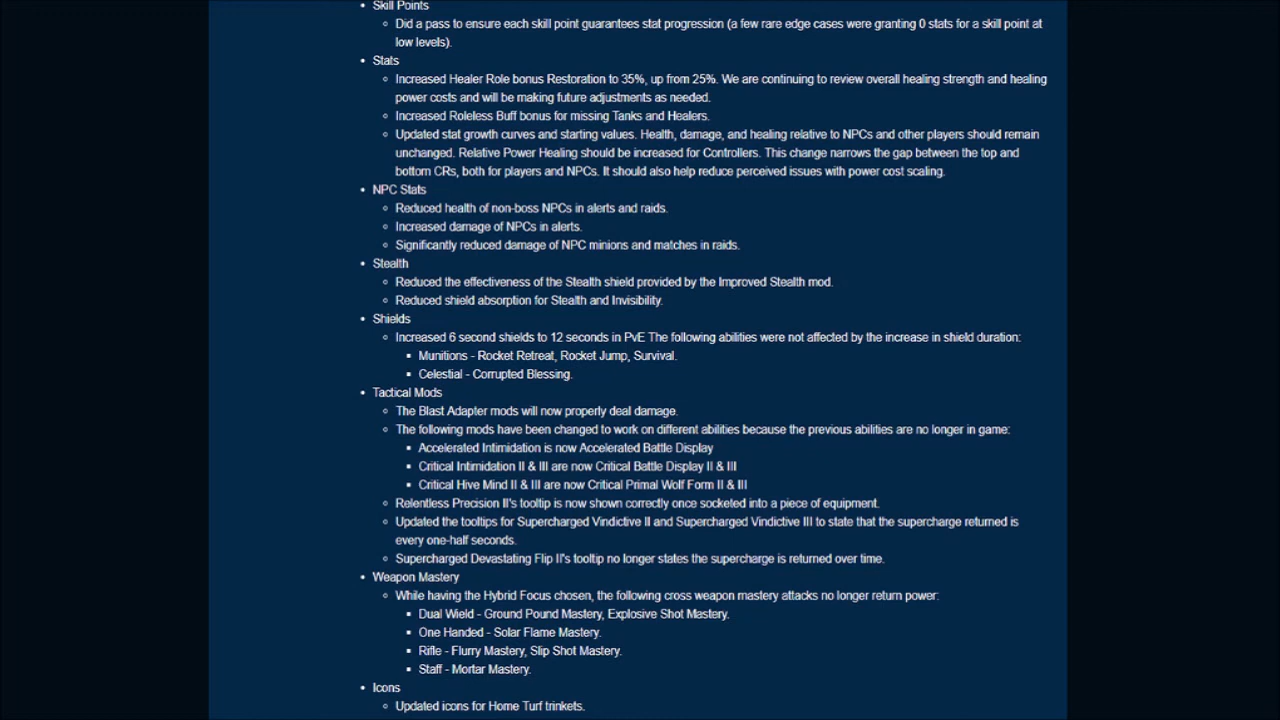 Skill Points
Did a pass to ensure each skill point guarantees stat progression (a few rare edge cases were granting 0 stats for a skill point at
low levels).
Stats
Increased Healer Role bonus Restoration to 35%, up from 25%. We are continuing to review overall healing strength and healing
power costs and will be making future adjustments as needed.
Increased Roleless Buff bonus for missing Tanks and Healers.
Updated stat growth curves and starting values. Health, damage, and healing relative to NPCs and other players should remain
unchanged. Relative Power Healing should be increased for Controllers. This change narrows the gap between the top and
bottom CRs, both for players and NPCs. It should also help reduce perceived issues with power cost scaling.
NPC Stats
Reduced health of non-boss NPCs in alerts and raids.
Increased damage of NPCs in alerts.
Significantly reduced damage of NPC minions and matches in raids.
Stealth
Reduced the effectiveness of the Stealth shield provided by the Improved Stealth mod.
Reduced shield absorption for Stealth and Invisibility.
Shields
Increased 6 second shields to 12 seconds in PvE The following abilities were not affected by the increase in shield duration:
Munitions - Rocket Retreat, Rocket Jump, Survival.
Celestial - Corrupted Blessing.
Tactical Mods
The Blast Adapter mods will now properly deal damage.
The following mods have been changed to work on different abilities because the previous abilities are no longer in game:
Accelerated Intimidation is now Accelerated Battle Display
Critical Intimidation II & III are now Critical Battle Display II & III
Critical Hive Mind II & III are now Critical Primal Wolf Form II & III
Relentless Precision II's tooltip is now shown correctly once socketed into a piece of equipment.
Updated the tooltips for Supercharged Vindictive II and Supercharged Vindictive III to state that the supercharge returned is
every one-half seconds.
Supercharged Devastating Flip II's tooltip no longer states the supercharge is returned over time.
Weapon Mastery
While having the Hybrid Focus chosen, the following cross weapon mastery attacks no longer return power:
Dual Wield - Ground Pound Mastery, Explosive Shot Mastery.
One Handed - Solar Flame Mastery.
Rifle - Flurry Mastery, Slip Shot Mastery.
Staff - Mortar Mastery.
Icons
Updated icons for Home Turf trinkets.